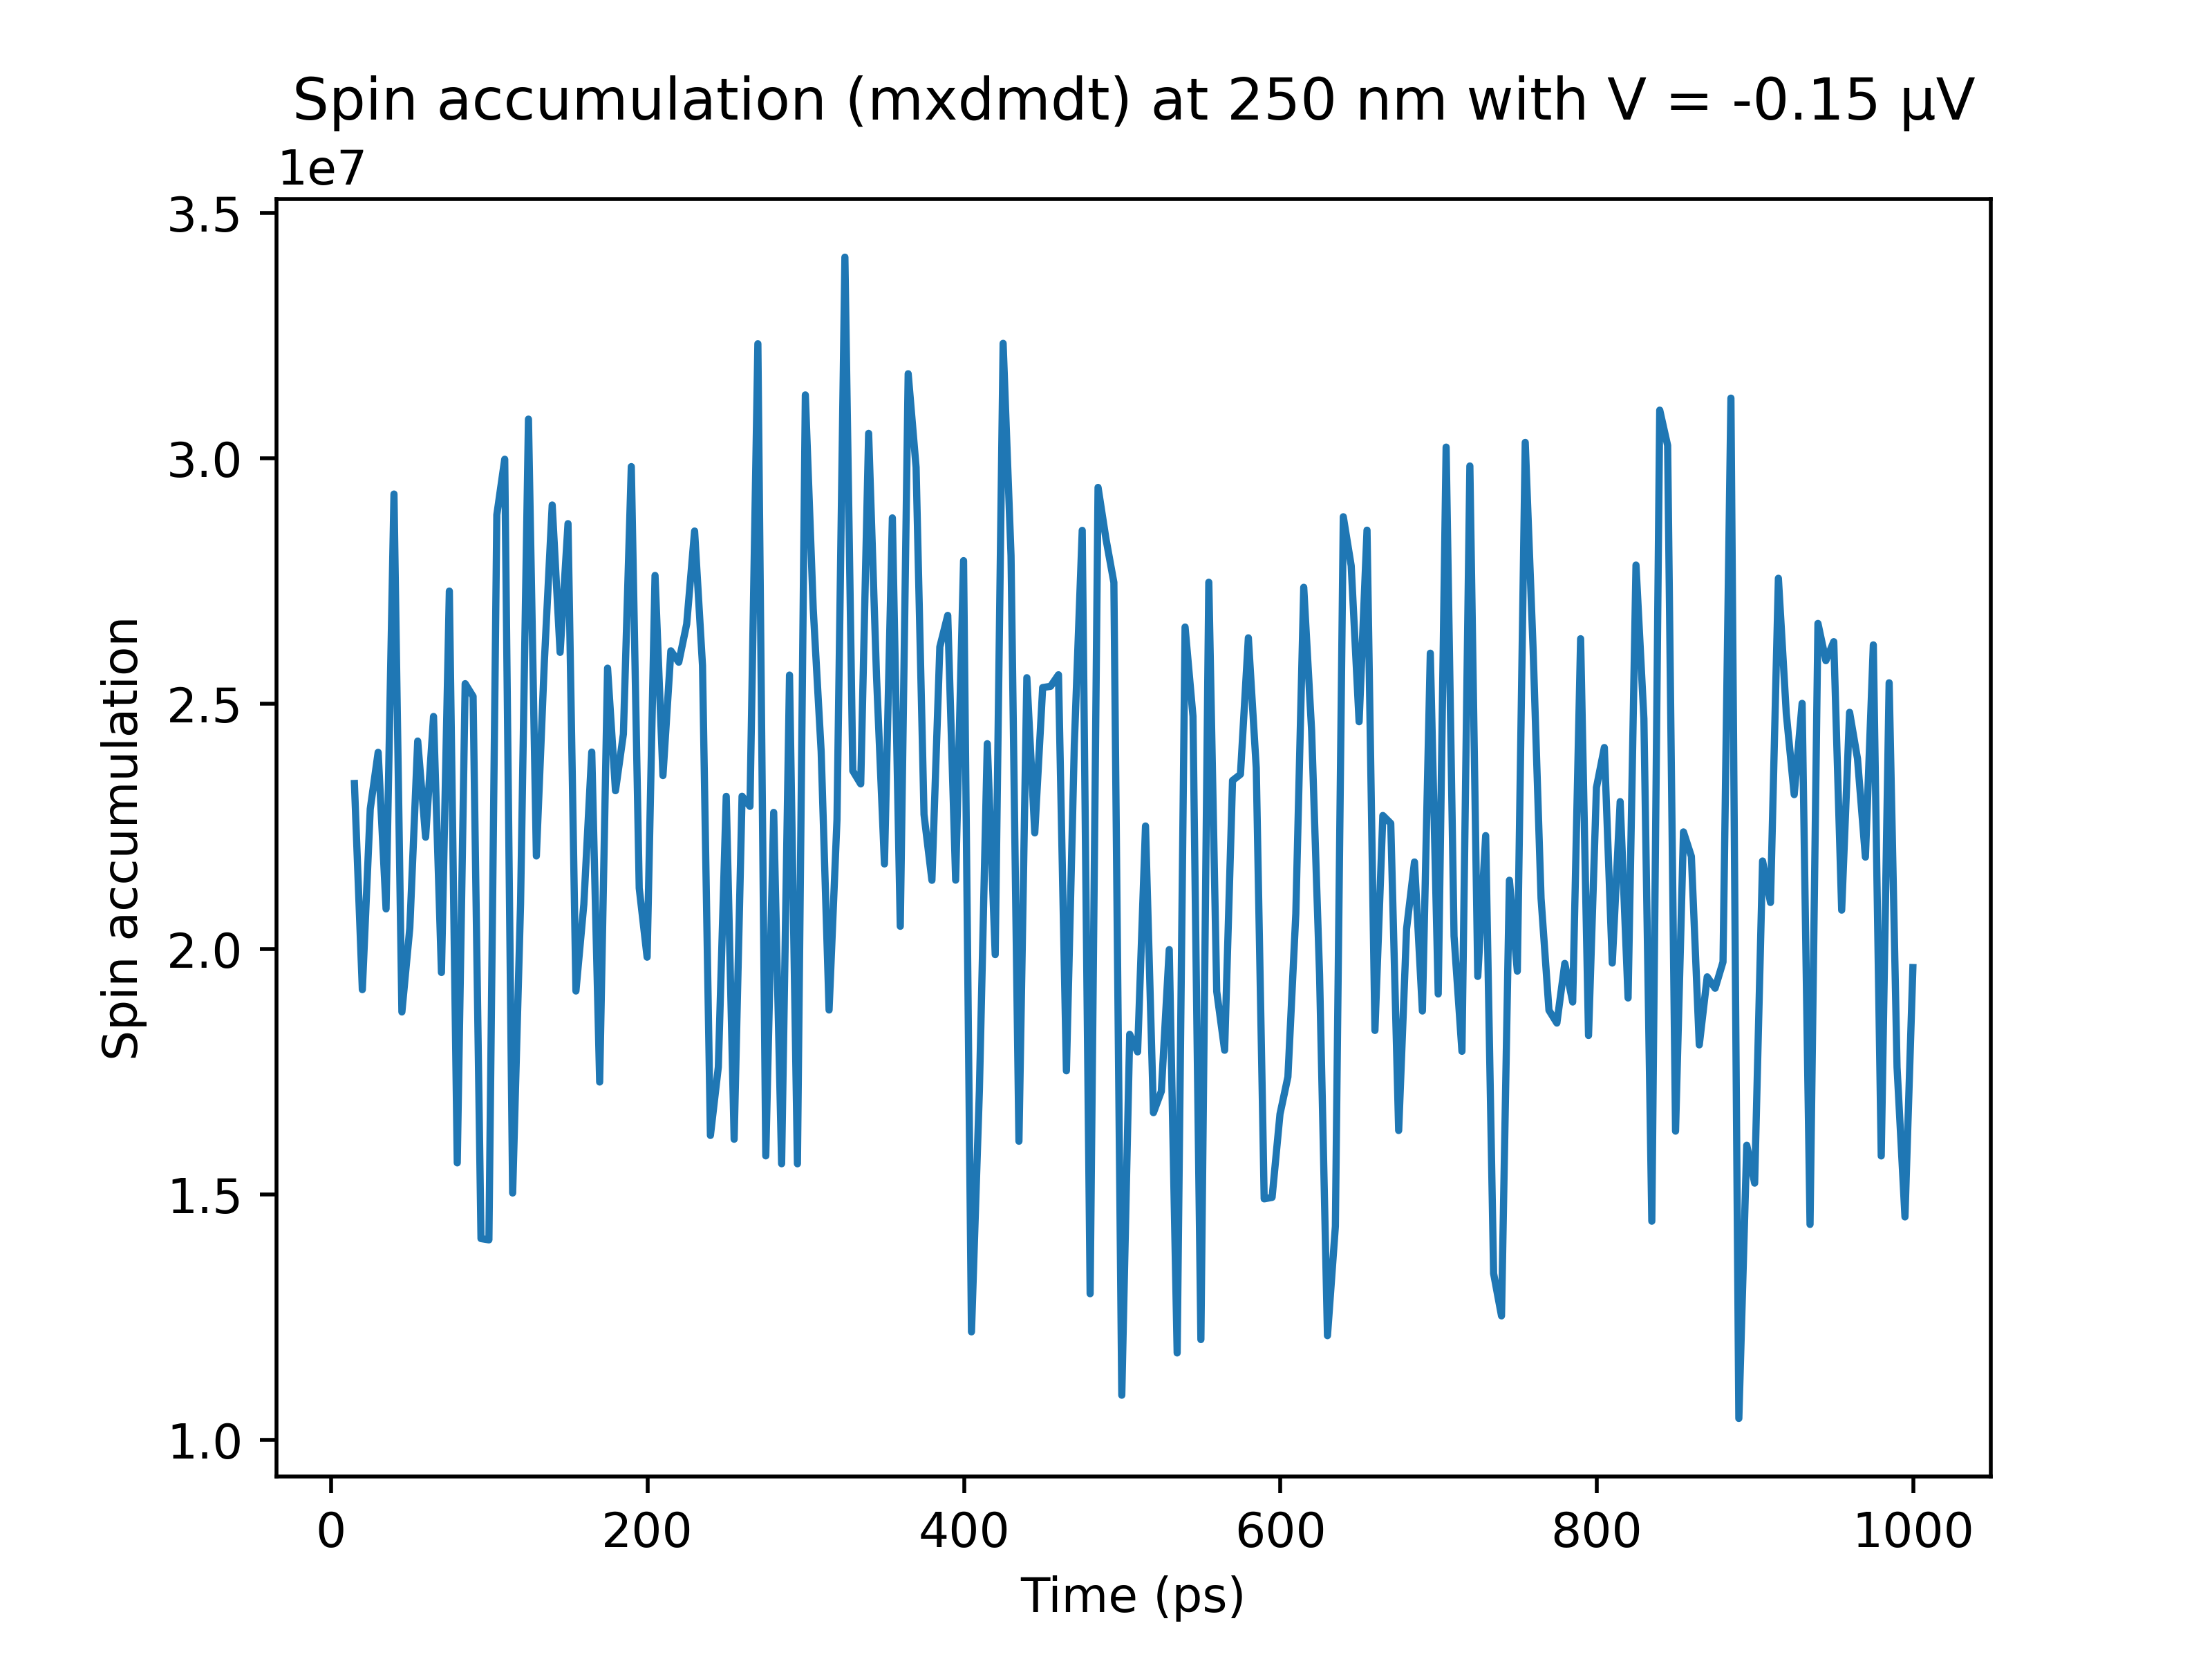 Spin accumulation (mxdmdt) at 250 nm with V = -0.15 µV
1e7
3.5
3.0
2.5
2.0
1.5
1.0
Spin accumulation
0 200 400 600 800 1000
Time (ps)